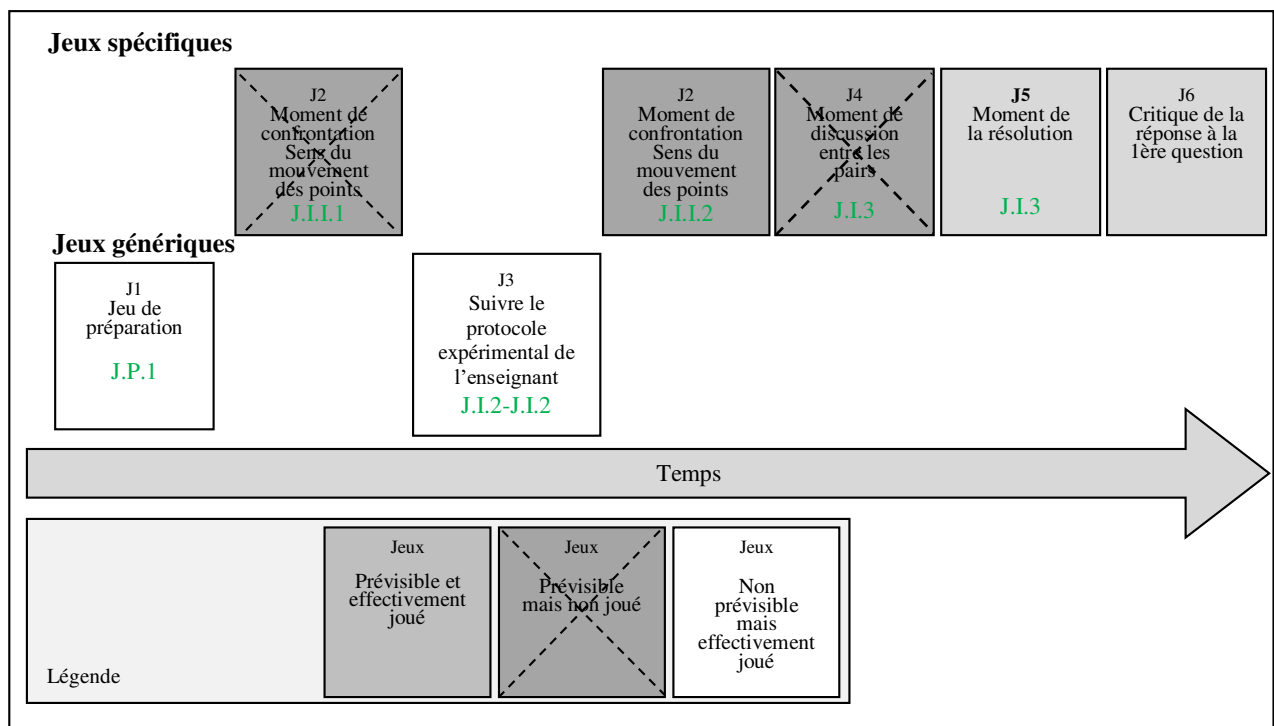 Jeux spécifiques
J2
Moment de
confrontation
Sens du
mouvement
des points
J.I.I.1
J2
Moment de
confrontation
Sens du
mouvement
des points
J.I.I.2
J4
Moment de
discussion
entre les
pairs
J.I.3
J5
Moment de
la résolution
J.I.3
J6
Critique de la
réponse à la
1ère question
Jeux génériques
J1
Jeu de
préparation
J.P.1
J3
Suivre le
protocole
expérimental de
l’enseignant
J.I.2-J.I.2
Temps
Légende
Jeux
Prévisible et
effectivement
joué
Jeux
Prévisible
mais non joué
Jeux
Non
prévisible
mais
effectivement
joué